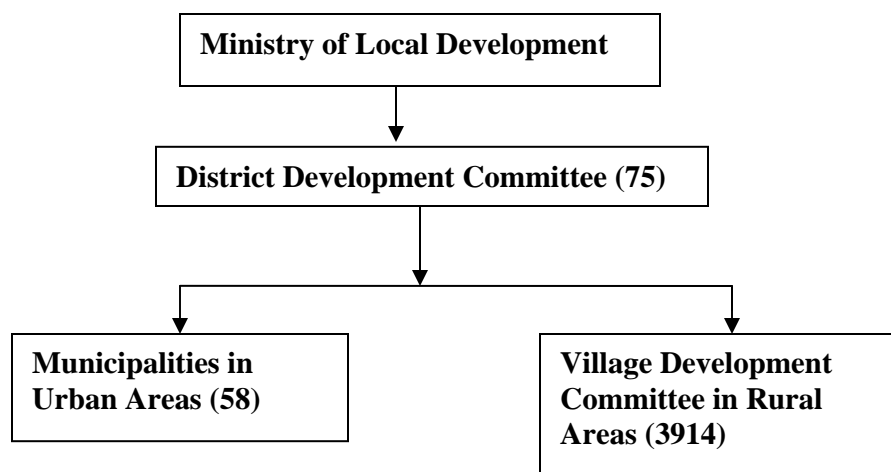 Ministry of Local Development
District Development Committee (75)
Municipalities in
Urban Areas (58)
Village Development
Committee in Rural
Areas (3914)